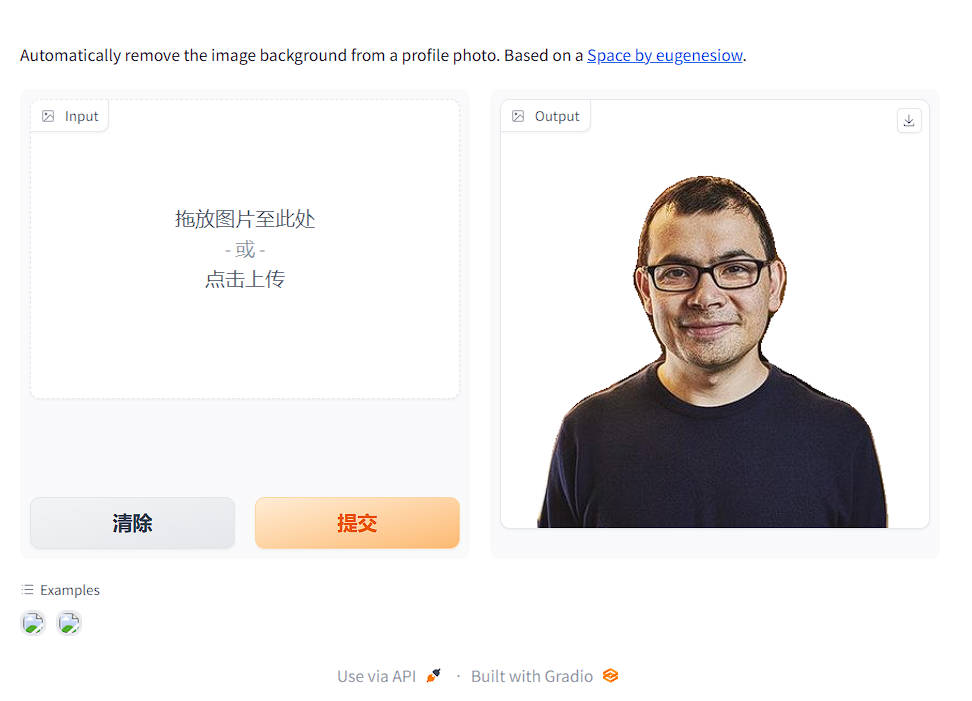 Automatically remove the image background from a profile photo. Based on a Space by eugenesiow.
Input
拖放图片至此处
- 或 -
点击上传
清除
提交
Output
Examples
Use via API · Built with Gradio